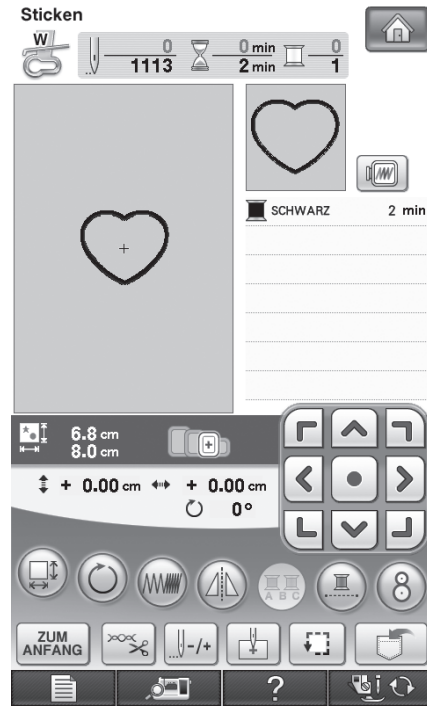 Sticken
W
0 0 min 0
1113 2 min 1
SCHWARZ 2 min
6.8 cm
8.0 cm
+ 0.00 cm + 0.00 cm
0°
A B C
8
ZUM
ANFANG
-/+
?